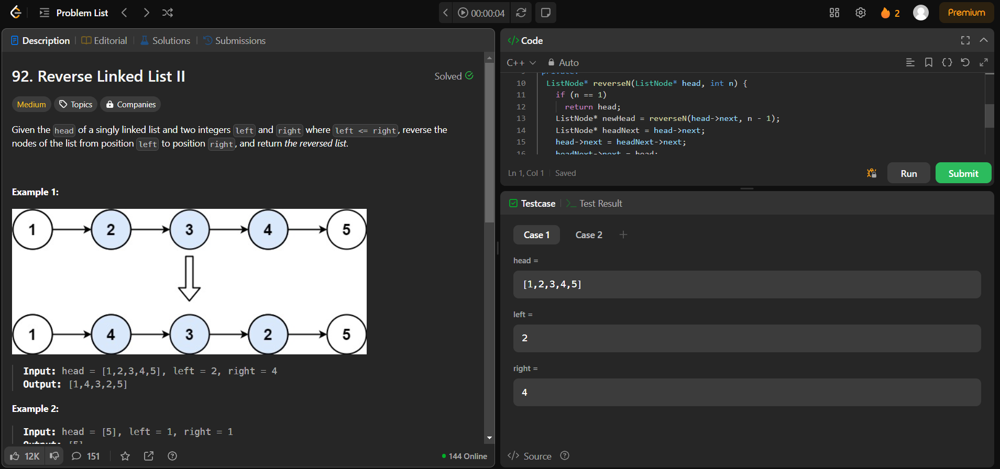 Problem List
00:00:04
2
Premium
Description
Editorial
Solutions
Submissions
92. Reverse Linked List II
Solved
Medium
Topics
Companies
Given the head of a singly linked list and two integers left and right where left <= right, reverse the
nodes of the list from position left to position right, and return the reversed list.
Example 1:
1 2 3 4 5
1 4 3 2 5
Input: head = [1,2,3,4,5], left = 2, right = 4
Output: [1,4,3,2,5]
Example 2:
Input: head = [5], left = 1, right = 1
Output: [5]
12K
151
144 Online
</> Code
C++
Auto
private:
10 ListNode* reverseN(ListNode* head, int n) {
11 if (n == 1)
12 return head;
13 ListNode* newHead = reverseN(head->next, n - 1);
14 ListNode* headNext = head->next;
15 head->next = headNext->next;
16 headNext->next = head;
Ln 1, Col 1
Saved
Run
Submit
Testcase
Test Result
Case 1
Case 2
+
head =
[1,2,3,4,5]
left =
2
right =
4
</> Source